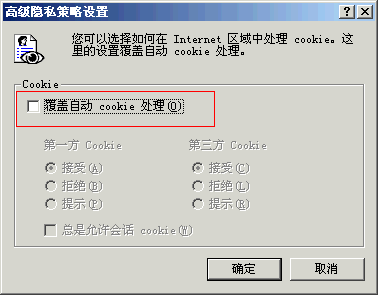 高级隐私策略设置
您可以选择如何在 Internet 区域中处理 cookie。这
里的设置覆盖自动 cookie 处理。
Cookie
覆盖自动 cookie 处理(O)
第一方 Cookie 第三方 Cookie
接受(A) 接受(C)
拒绝(B) 拒绝(L)
提示(P) 提示(R)
总是允许会话 cookie(W)
确定 取消